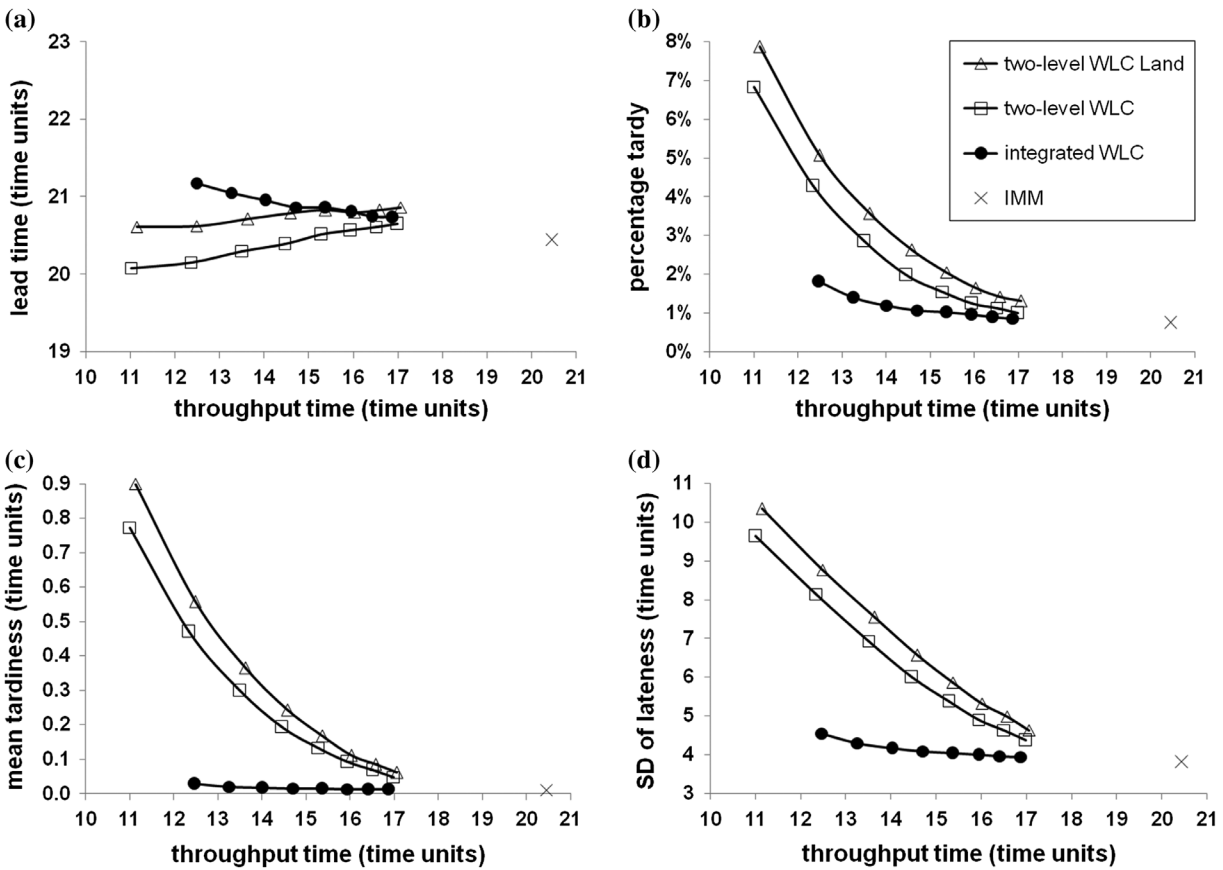 (a)
23
22
21
20
19
lead time (time units)
10 11 12 13 14 15 16 17 18 19 20 21
throughput time (time units)
(b)
8%
7%
6%
5%
4%
3%
2%
1%
0%
percentage tardy
two-level WLC Land
two-level WLC
integrated WLC
IMM
10 11 12 13 14 15 16 17 18 19 20 21
throughput time (time units)
(c)
0.9
0.8
0.7
0.6
0.5
0.4
0.3
0.2
0.1
0.0
mean tardiness (time units)
10 11 12 13 14 15 16 17 18 19 20 21
throughput time (time units)
(d)
11
10
9
8
7
6
5
4
3
SD of lateness (time units)
10 11 12 13 14 15 16 17 18 19 20 21
throughput time (time units)